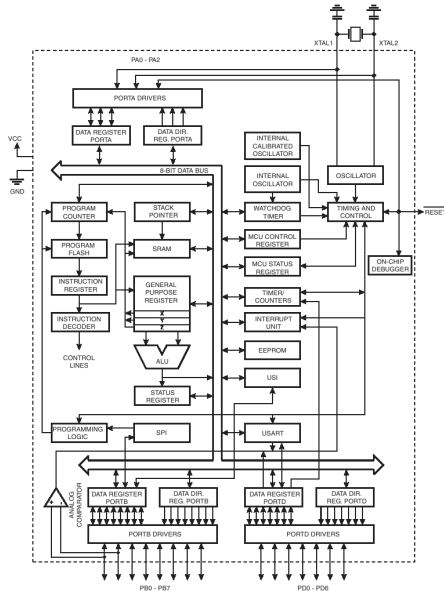 XTAL1
XTAL2
PA0 - PA2
PORTA DRIVERS
DATA REGISTER
PORTA
DATA DIR.
REG. PORTA
VCC
GND
8-BIT DATA BUS
INTERNAL
CALIBRATED
OSCILLATOR
INTERNAL
OSCILLATOR
OSCILLATOR
PROGRAM
COUNTER
STACK
POINTER
WATCHDOG
TIMER
TIMING AND
CONTROL
RESET
PROGRAM
FLASH
SRAM
MCU CONTROL
REGISTER
ON-CHIP
DEBUGGER
MCU STATUS
REGISTER
INSTRUCTION
REGISTER
GENERAL
PURPOSE
REGISTER
X
Y
Z
TIMER/
COUNTERS
INSTRUCTION
DECODER
INTERRUPT
UNIT
CONTROL
LINES
ALU
EEPROM
STATUS
REGISTER
USI
PROGRAMMING
LOGIC
SPI
USART
ANALOG
COMPARATOR
+
-
DATA REGISTER
PORTB
DATA DIR.
REG. PORTB
DATA REGISTER
PORTD
DATA DIR.
REG. PORTD
PORTB DRIVERS
PORTD DRIVERS
PB0 - PB7
PD0 - PD6